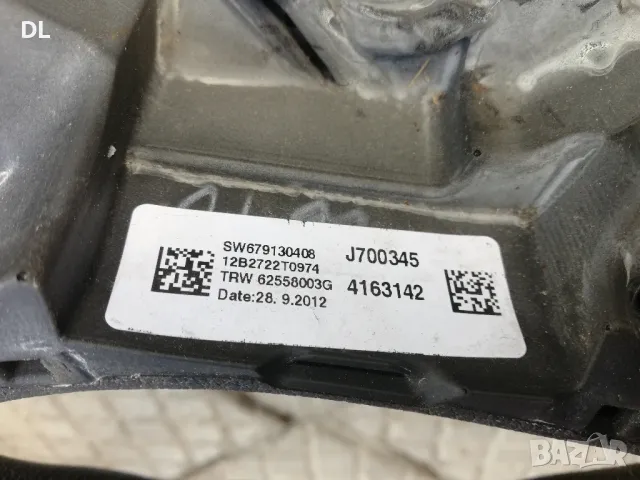 DL
SW679130408 J700345
12B2722T0974
TRW 62558003G 4163142
Date:28. 9.2012
BAZAR